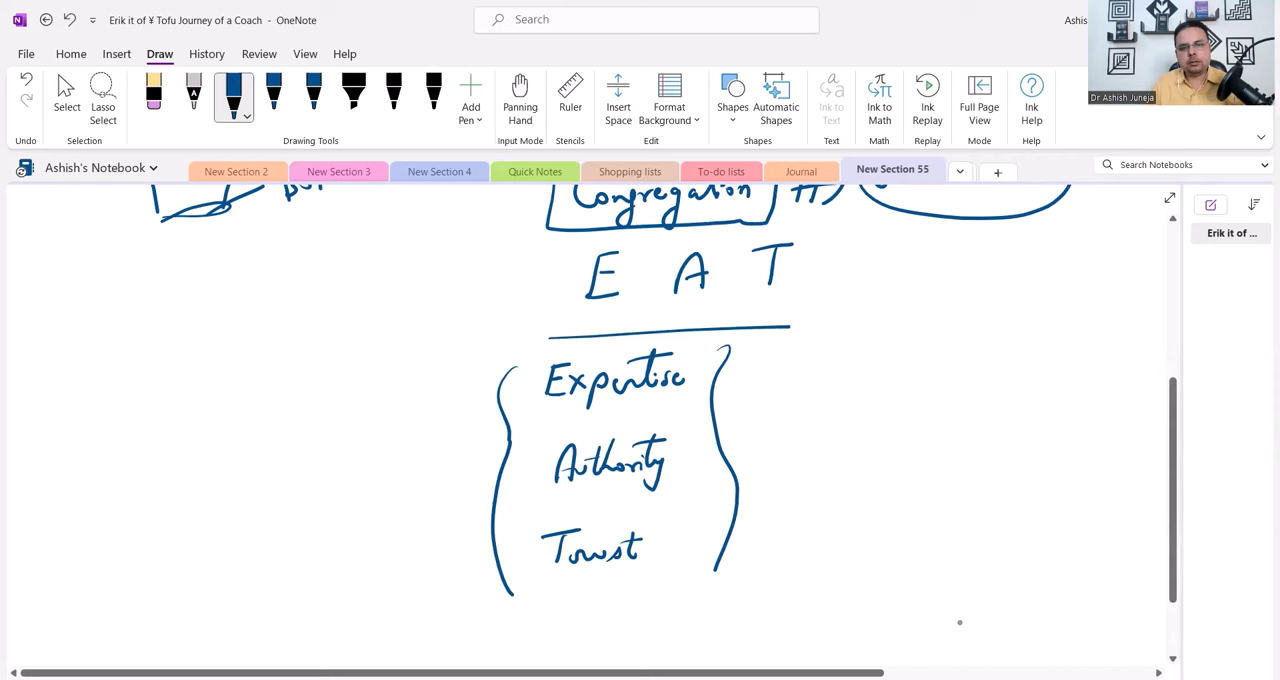 Erik it of ¥ Tofu Journey of a Coach - OneNote
Search
Ashis
File Home Insert Draw History Review View Help
Dr Ashish Juneja
Undo
Select
Lasso Select
Selection
A
Add Pen
Drawing Tools
Panning Hand
Input Mode
Ruler
Stencils
Insert Space
Format Background
Edit
Shapes
Automatic Shapes
Shapes
Ink to Text
Text
Ink to Math
Math
Ink Replay
Replay
Full Page View
Mode
Ink Help
Help
Ashish's Notebook
New Section 2
New Section 3
New Section 4
Quick Notes
Shopping lists
To-do lists
Journal
New Section 55
Search Notebooks
Erik it of ...
Congregation
E A T
Expertise
Authority
Trust